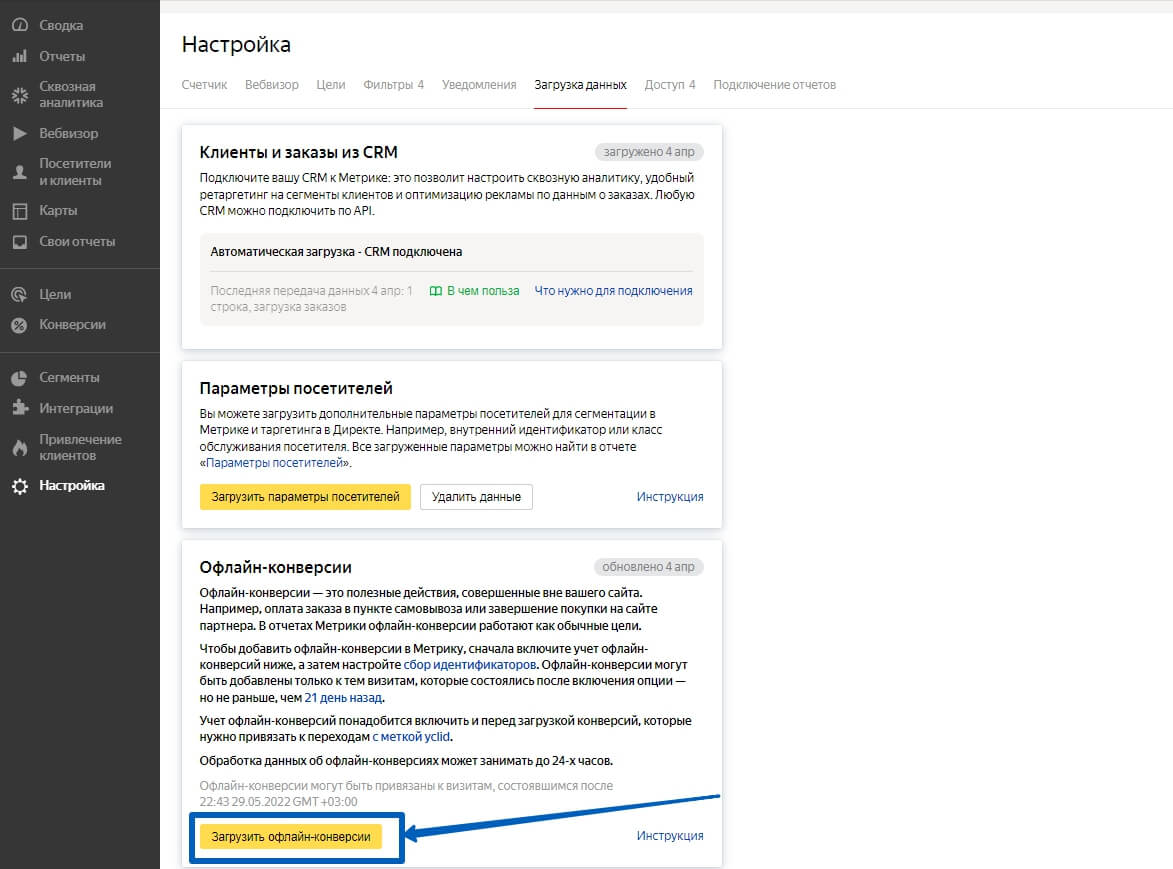 Сводка
Отчеты
Сквозная
аналитика
Вебвизор
Посетители
и клиенты
Карты
Свои отчеты
Цели
Конверсии
Сегменты
Интеграции
Привлечение
клиентов
Настройка
Настройка
Счетчик Вебвизор Цели Фильтры 4 Уведомления Загрузка данных Доступ 4 Подключение отчетов
Клиенты и заказы из CRM загружено 4 апр
Подключите вашу CRM к Метрике: это позволит настроить сквозную аналитику, удобный
ретаргетинг на сегменты клиентов и оптимизацию рекламы по данным о заказах. Любую
CRM можно подключить по API.
Автоматическая загрузка - CRM подключена
Последняя передача данных 4 апр: 1 В чем польза Что нужно для подключения
строка, загрузка заказов
Параметры посетителей
Вы можете загрузить дополнительные параметры посетителей для сегментации в
Метрике и таргетинга в Директе. Например, внутренний идентификатор или класс
обслуживания посетителя. Все загруженные параметры можно найти в отчете
«Параметры посетителей».
Загрузить параметры посетителей Удалить данные Инструкция
Офлайн-конверсии обновлено 4 апр
Офлайн-конверсии — это полезные действия, совершенные вне вашего сайта.
Например, оплата заказа в пункте самовывоза или завершение покупки на сайте
партнера. В отчетах Метрики офлайн-конверсии работают как обычные цели.
Чтобы добавить офлайн-конверсии в Метрику, сначала включите учет офлайн-
конверсий ниже, а затем настройте сбор идентификаторов. Офлайн-конверсии могут
быть добавлены только к тем визитам, которые состоялись после включения опции —
но не раньше, чем 21 день назад.
Учет офлайн-конверсий понадобится включить и перед загрузкой конверсий, которые
нужно привязать к переходам с меткой yclid.
Обработка данных об офлайн-конверсиях может занимать до 24-х часов.
Офлайн-конверсии могут быть привязаны к визитам, состоявшимся после
22:43 29.05.2022 GMT+03:00
Загрузить офлайн-конверсии Инструкция